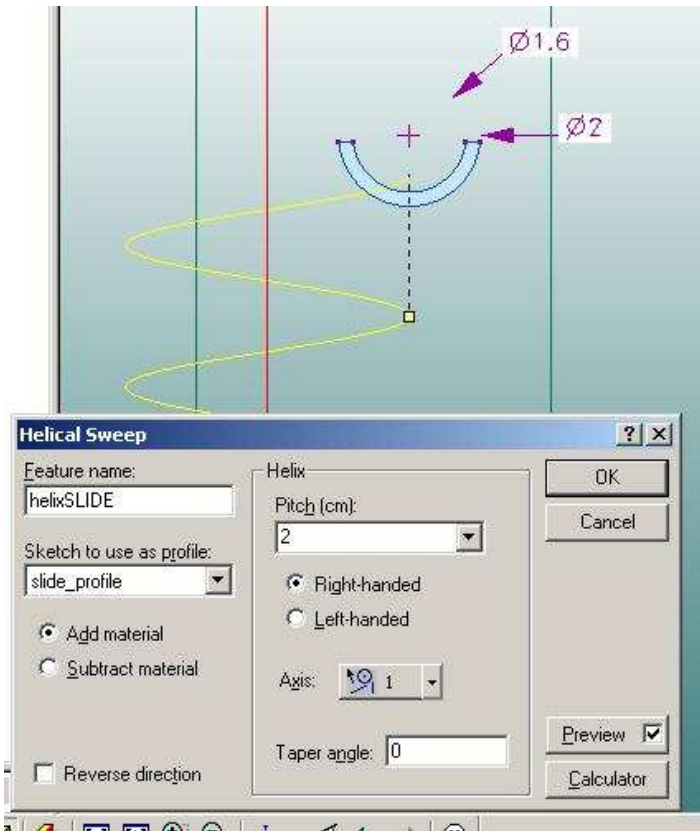 Ø1.6
Ø2
Helical Sweep
Feature name:
helixSLIDE
Sketch to use as profile:
slide_profile
Add material
Subtract material
Reverse direction
Helix
Pitch (cm):
2
Right-handed
Left-handed
Axis: 1
Taper angle: 0
OK
Cancel
Preview
Calculator